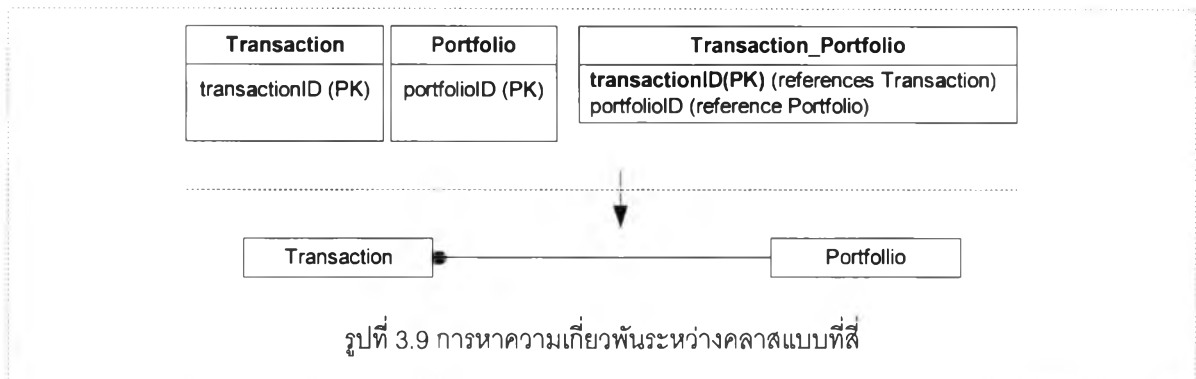 Transaction
transactionID (PK)
Portfolio
portfolioID (PK)
Transaction_Portfolio
transactionID(PK) (references Transaction)
portfolioID (reference Portfolio)
Transaction
Portfollio
รูปที่ 3.9 การหาความเกี่ยวพันระหว่างคลาสแบบที่สี่